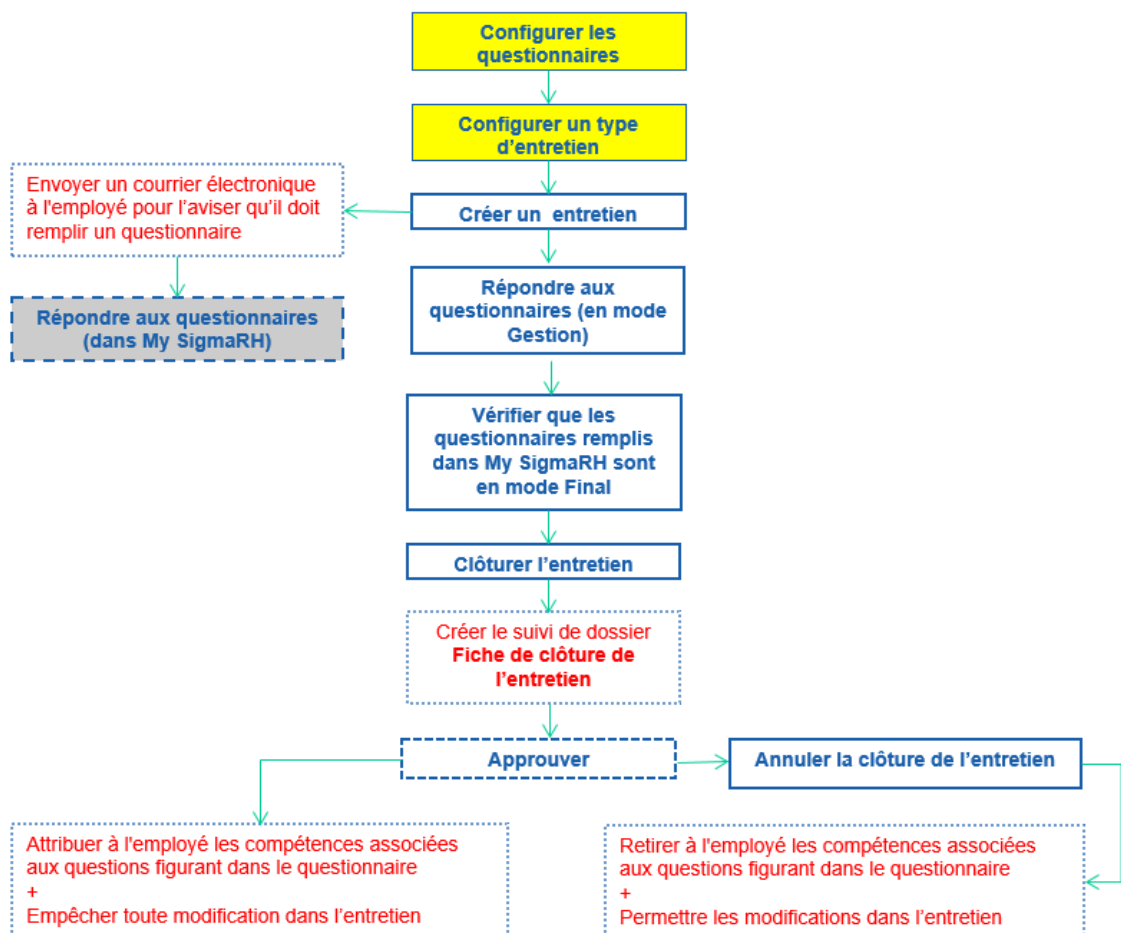 Configurer les
questionnaires
Configurer un type
d’entretien
Envoyer un courrier électronique
à l'employé pour l’aviser qu’il doit
remplir un questionnaire
Créer un entretien
Répondre aux questionnaires
(dans My SigmaRH)
Répondre aux
questionnaires (en mode
Gestion)
Vérifier que les
questionnaires remplis
dans My SigmaRH sont
en mode Final
Clôturer l’entretien
Créer le suivi de dossier
Fiche de clôture de
l’entretien
Approuver
Annuler la clôture de l’entretien
Attribuer à l'employé les compétences associées
aux questions figurant dans le questionnaire
+
Empêcher toute modification dans l’entretien
Retirer à l'employé les compétences associées
aux questions figurant dans le questionnaire
+
Permettre les modifications dans l’entretien